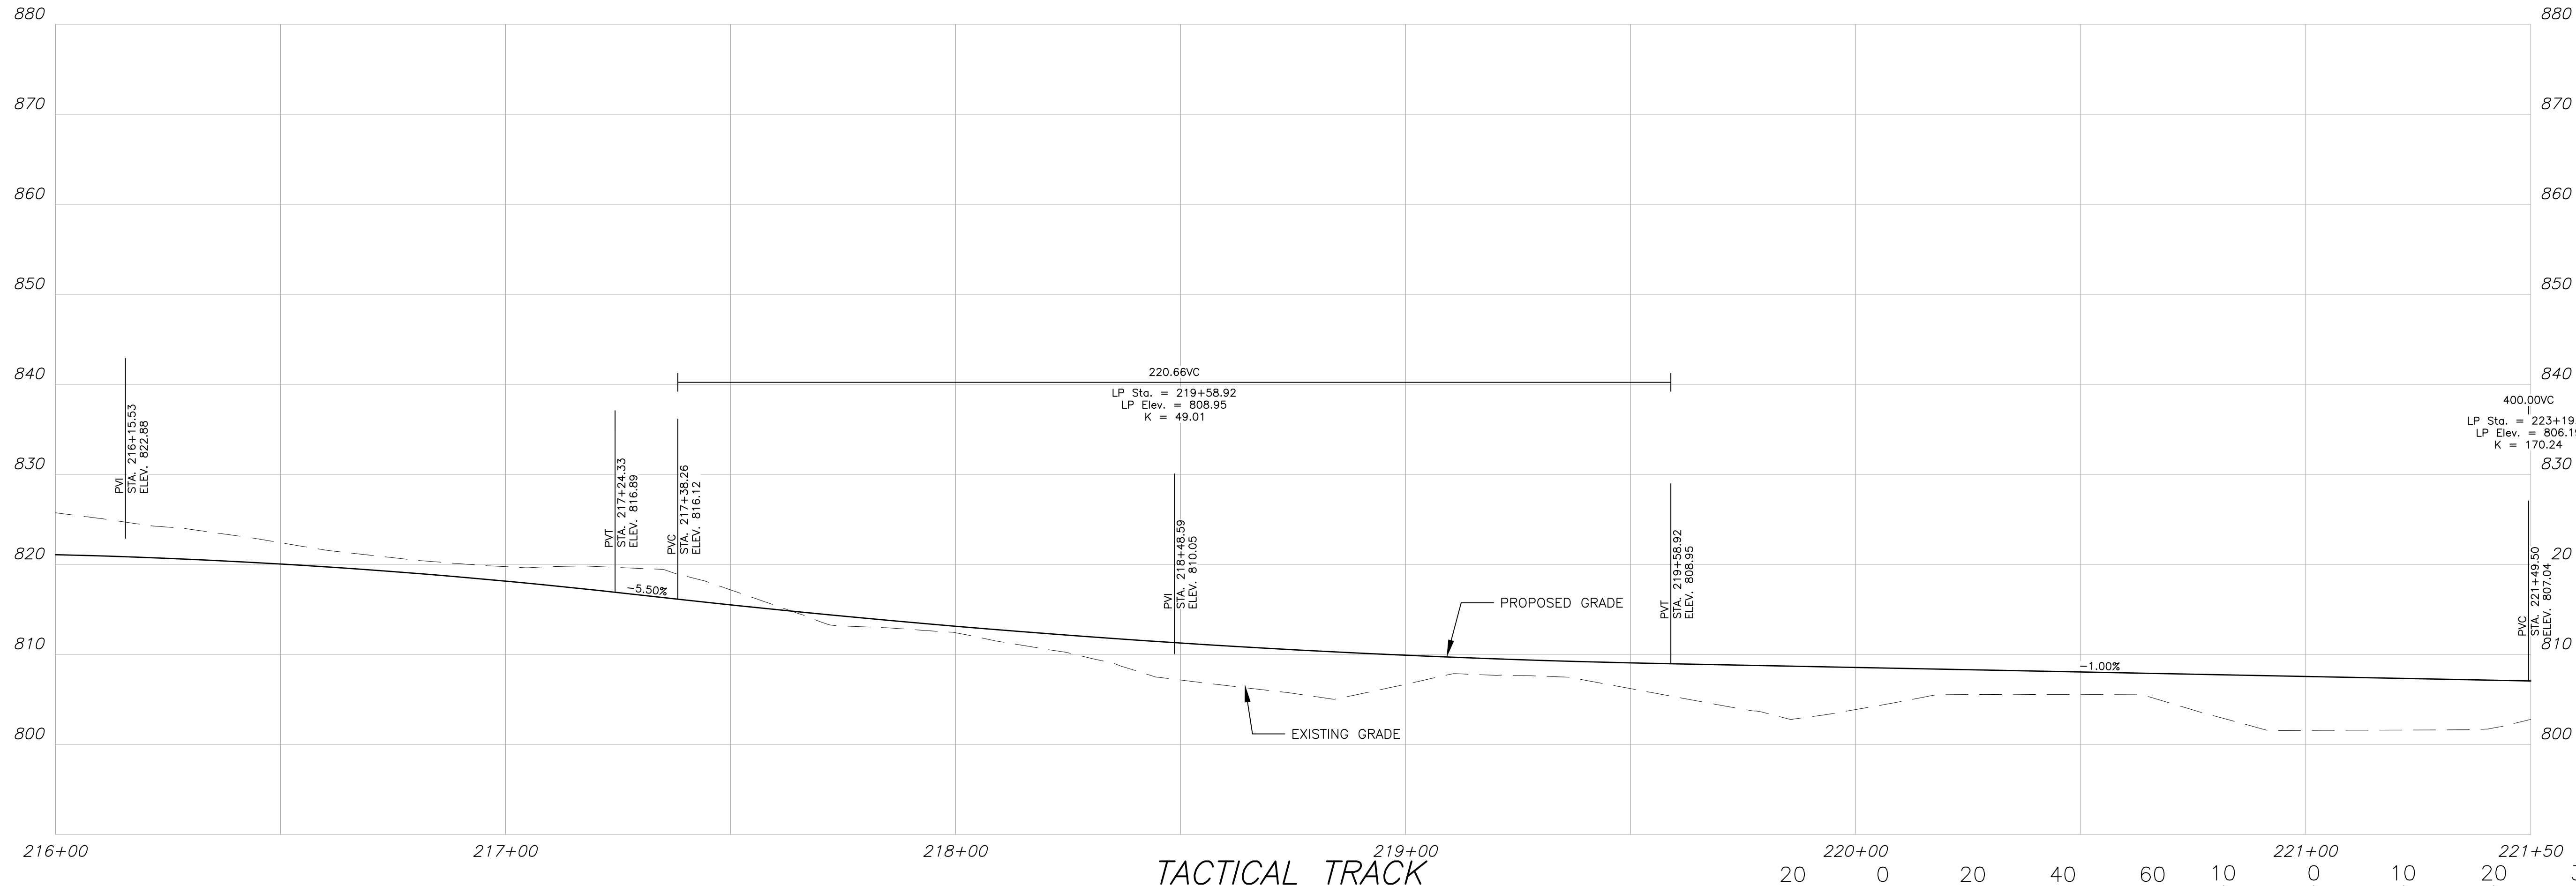 880
880
870
870
860
860
850
850
840
840
830
830
820
20
810
810
800
800
PVI
STA. 216+15.53
ELEV. 822.88
PVT
STA. 217+24.33
ELEV. 816.89
PVC
STA. 217+38.26
ELEV. 816.12
-5.50%
220.66VC
LP Sta. = 219+58.92
LP Elev. = 808.95
K = 49.01
PVI
STA. 218+48.59
ELEV. 810.05
PROPOSED GRADE
EXISTING GRADE
PVT
STA. 219+58.92
ELEV. 808.95
-1.00%
400.00VC
LP Sta. = 223+19.
LP Elev. = 806.19
K = 170.24
PVC
STA. 221+49.50
ELEV. 807.04
216+00
217+00
218+00
219+00
220+00
221+00
221+50
TACTICAL TRACK
20 0 20 40 60 10 0 10 20